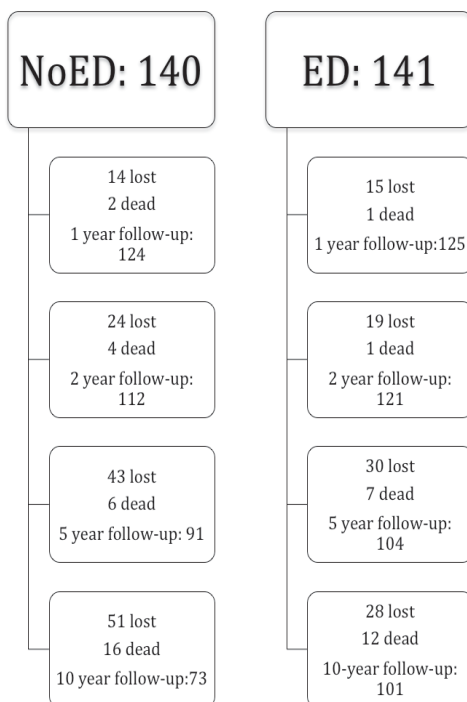 NoED: 140
14 lost
2 dead
1 year follow-up:
124
24 lost
4 dead
2 year follow-up:
112
43 lost
6 dead
5 year follow-up: 91
51 lost
16 dead
10 year follow-up:73
ED: 141
15 lost
1 dead
1 year follow-up:125
19 lost
1 dead
2 year follow-up:
121
30 lost
7 dead
5 year follow-up:
104
28 lost
12 dead
10-year follow-up:
101